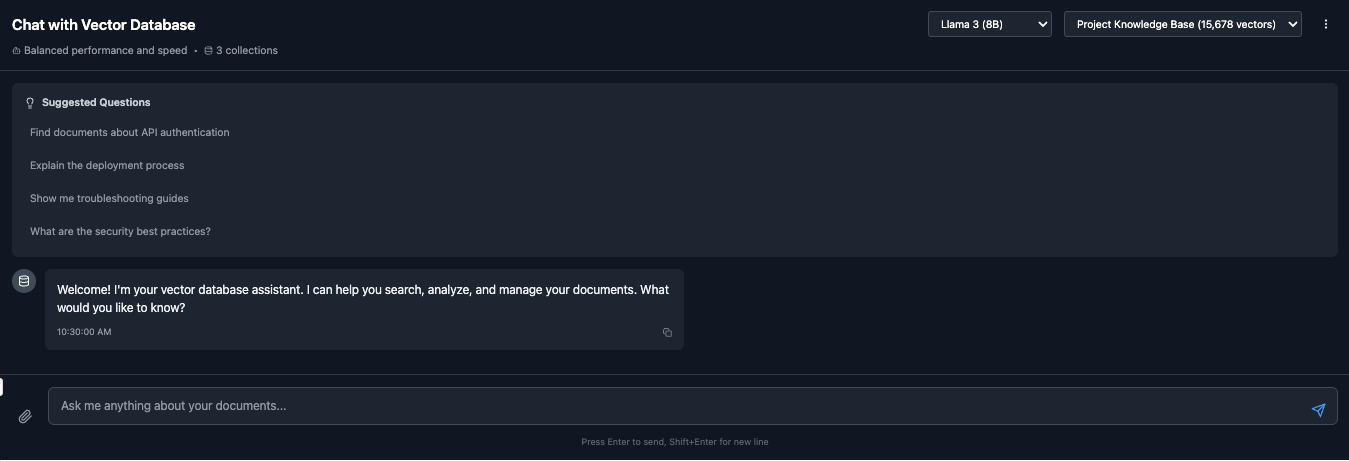 Chat with Vector Database
Llama 3 (8B)
Project Knowledge Base (15,678 vectors)
Balanced performance and speed • 3 collections
Suggested Questions
Find documents about API authentication
Explain the deployment process
Show me troubleshooting guides
What are the security best practices?
Welcome! I'm your vector database assistant. I can help you search, analyze, and manage your documents. What
would you like to know?
10:30:00 AM
Ask me anything about your documents...
Press Enter to send, Shift+Enter for new line